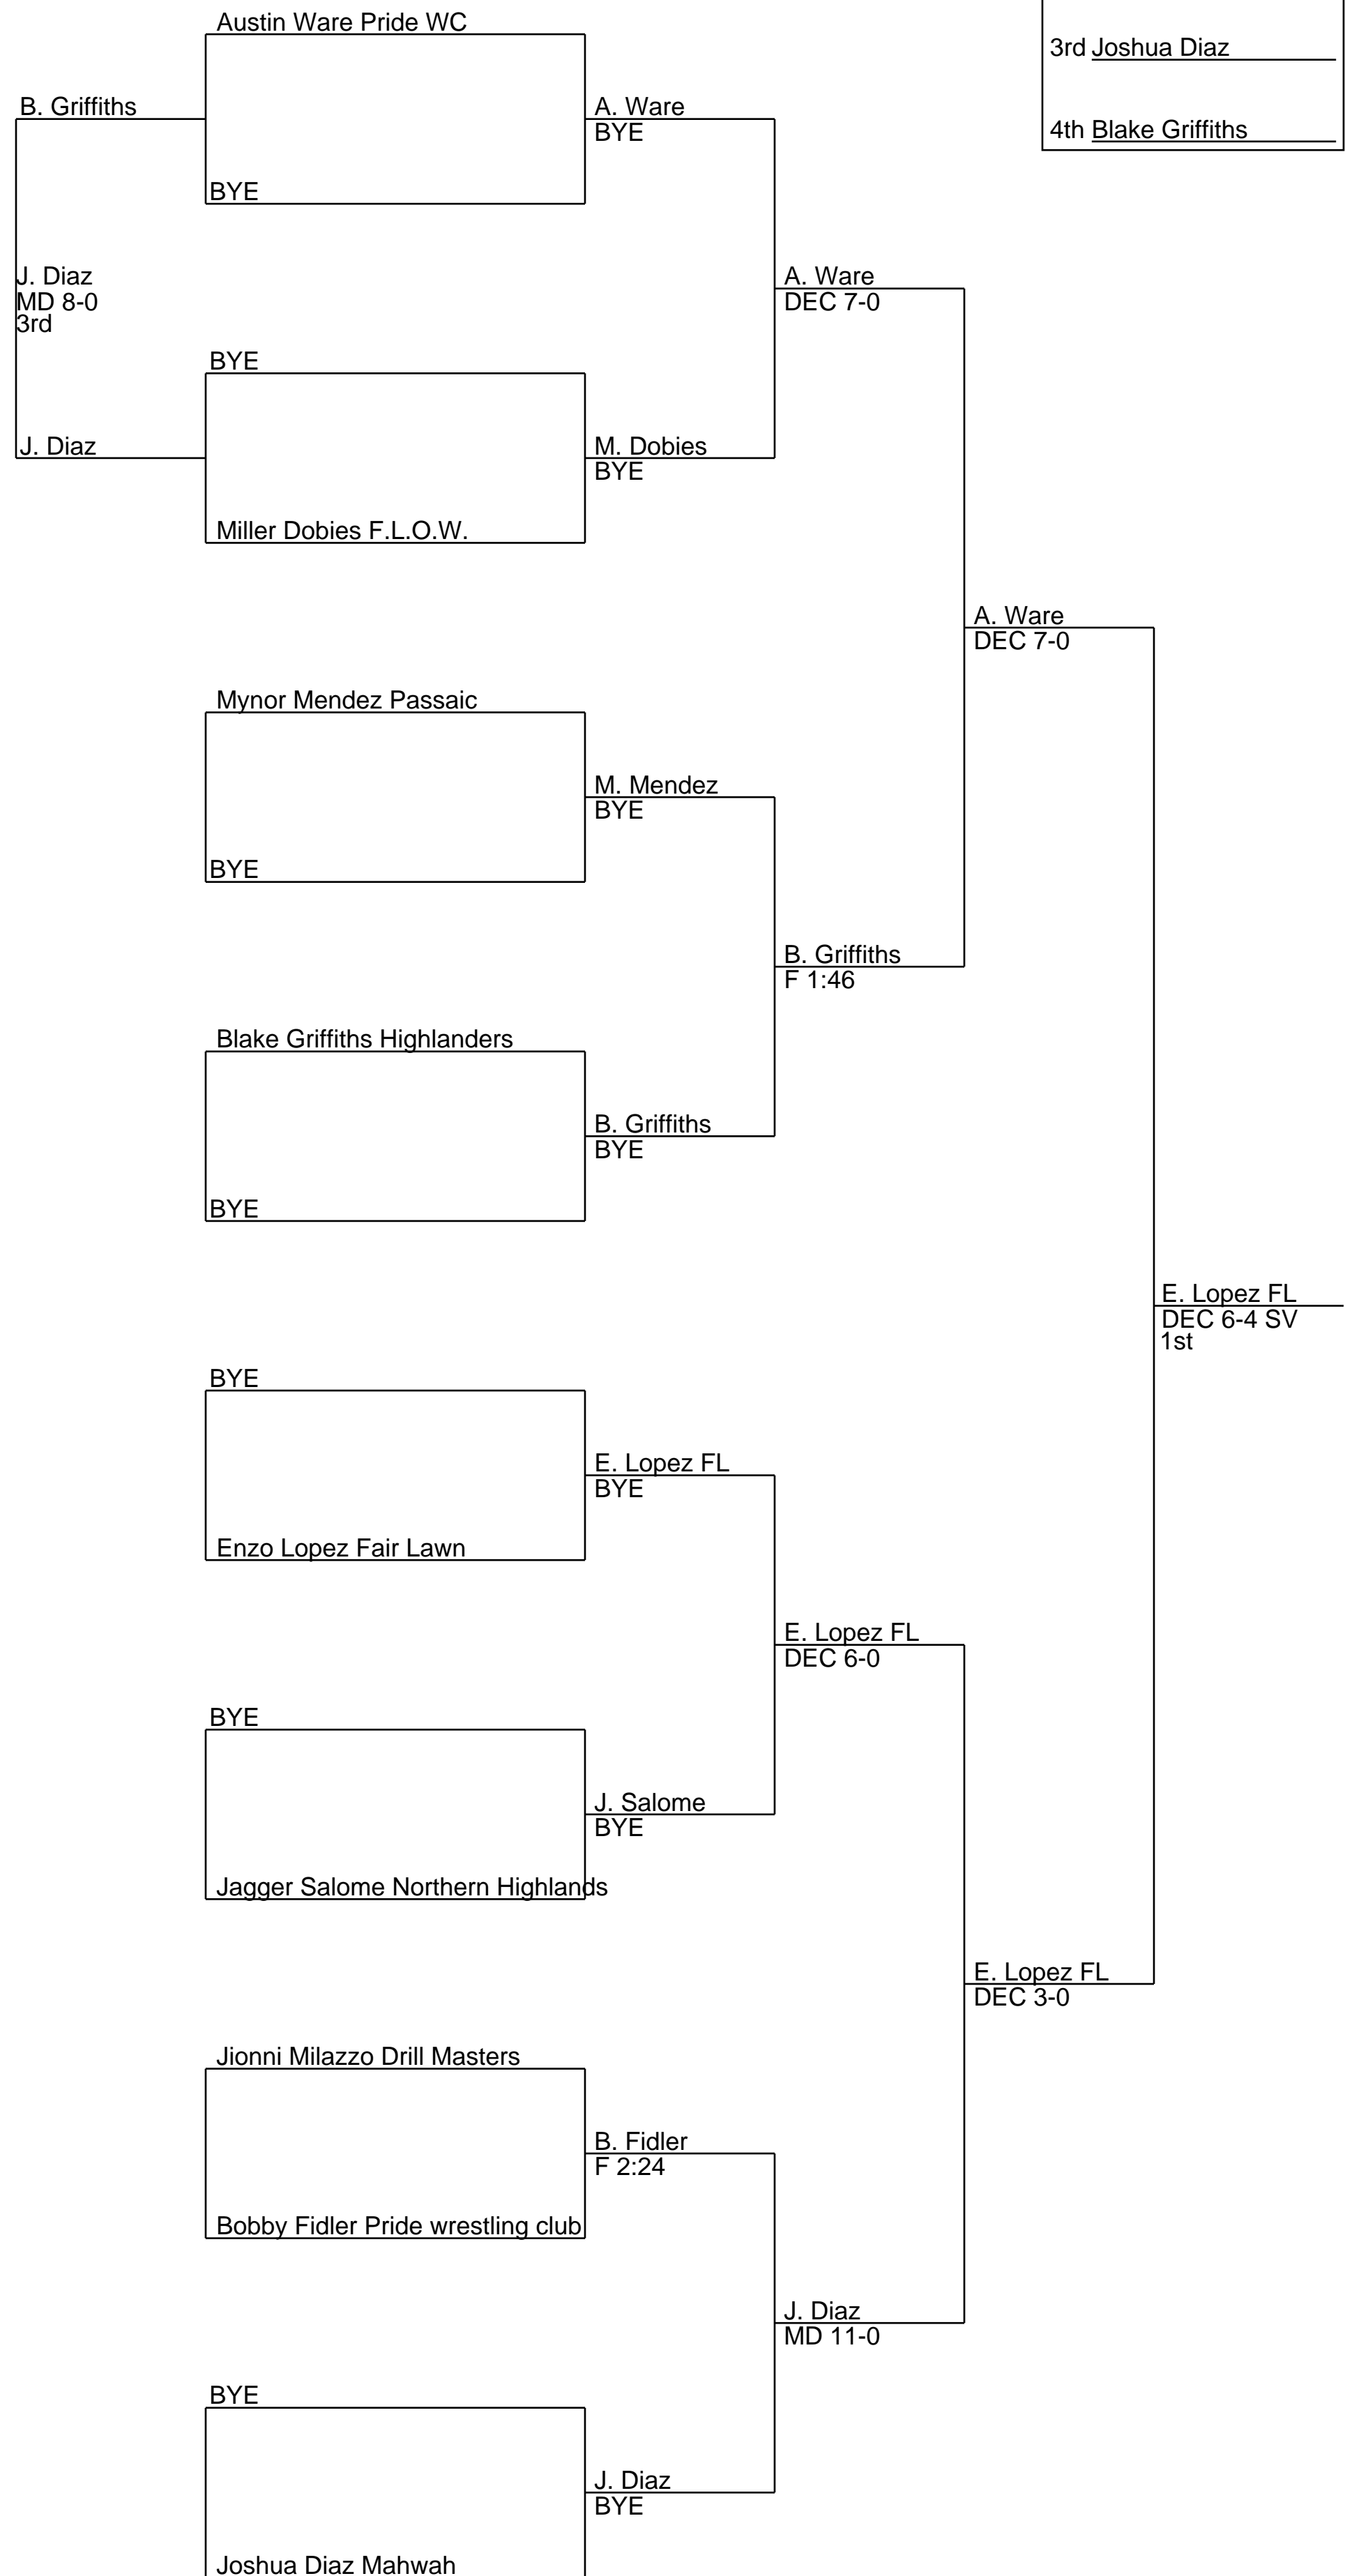 Austin Ware Pride WC
3rd Joshua Diaz
B. Griffiths
A. Ware
BYE
4th Blake Griffiths
BYE
J. Diaz
MD 8-0
3rd
A. Ware
DEC 7-0
BYE
J. Diaz
M. Dobies
BYE
Miller Dobies F.L.O.W.
A. Ware
DEC 7-0
Mynor Mendez Passaic
M. Mendez
BYE
BYE
B. Griffiths
F 1:46
Blake Griffiths Highlanders
B. Griffiths
BYE
BYE
E. Lopez FL
DEC 6-4 SV
1st
BYE
E. Lopez FL
BYE
Enzo Lopez Fair Lawn
E. Lopez FL
DEC 6-0
BYE
J. Salome
BYE
Jagger Salome Northern Highlands
E. Lopez FL
DEC 3-0
Jionni Milazzo Drill Masters
B. Fidler
F 2:24
Bobby Fidler Pride wrestling club
J. Diaz
MD 11-0
BYE
J. Diaz
BYE
Joshua Diaz Mahwah